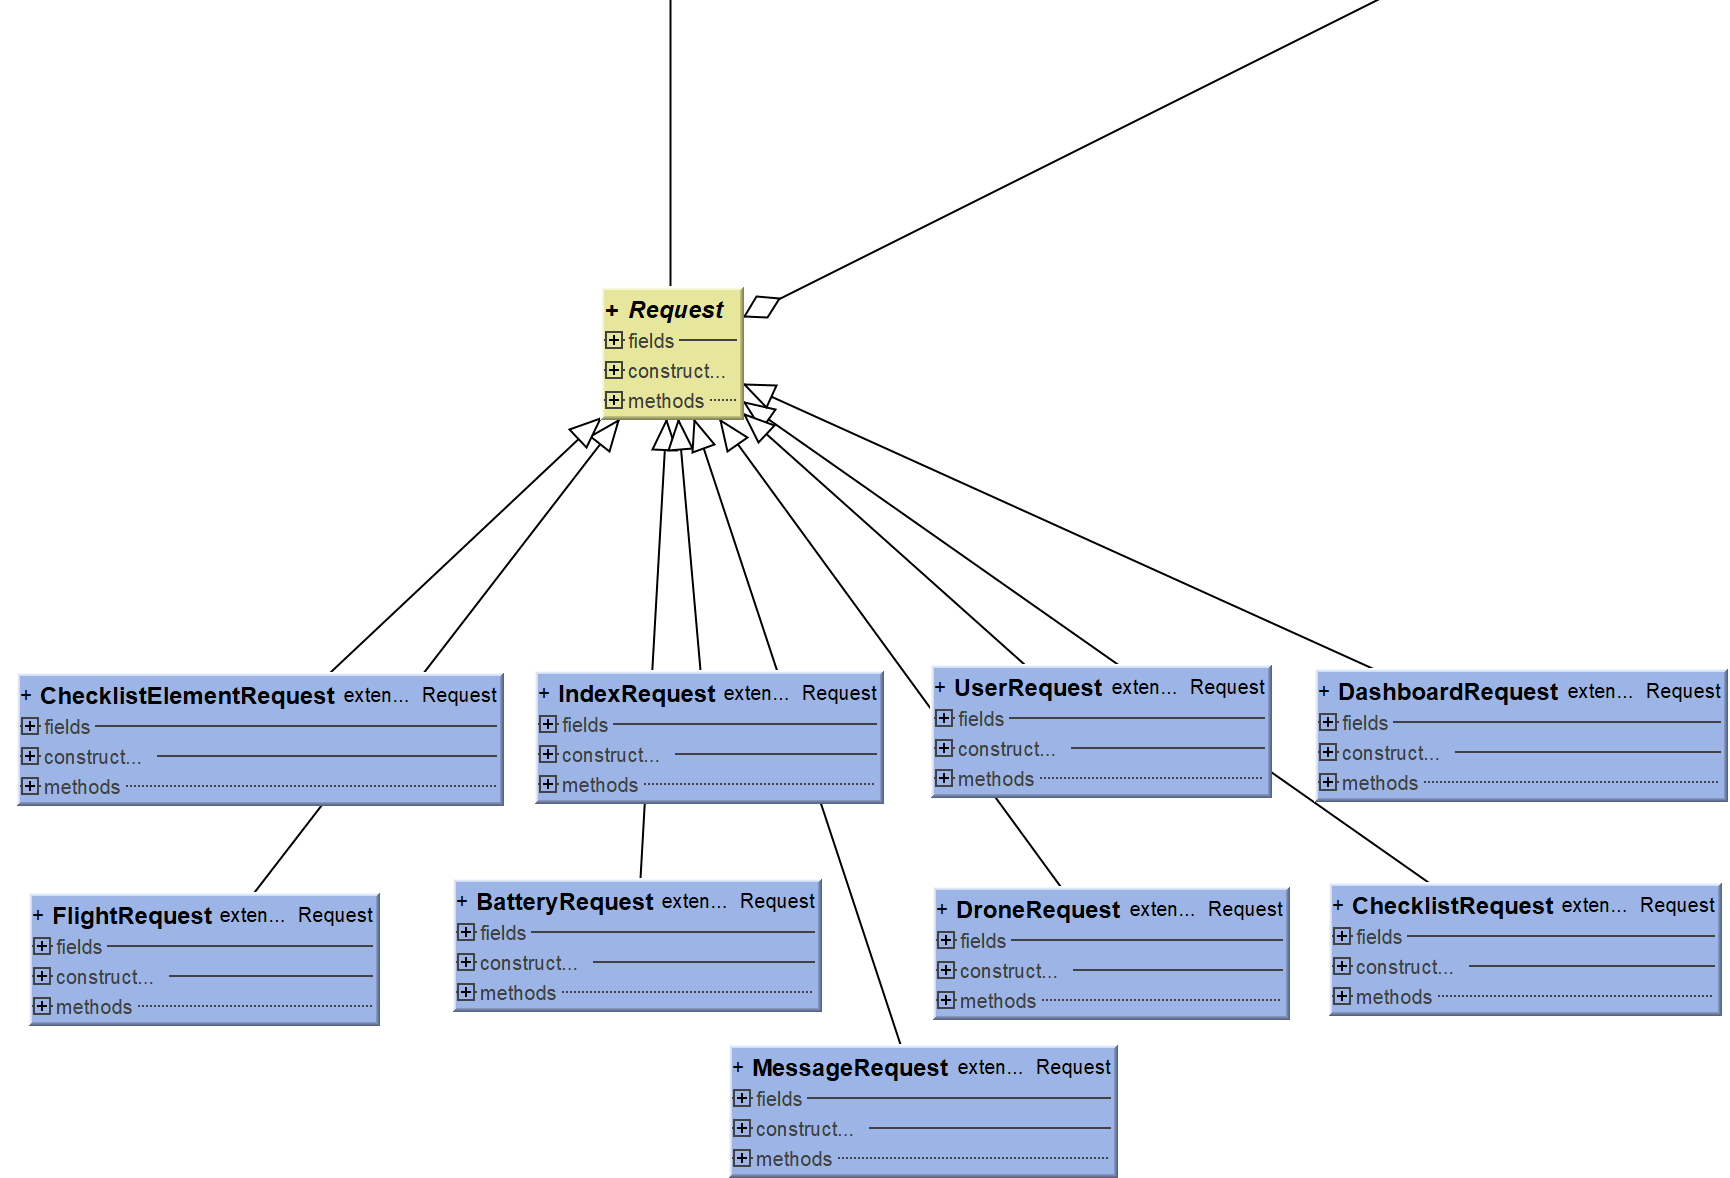 + Request
fields
construct...
methods
+ ChecklistElementRequest exten... Request
fields
construct...
methods
+ IndexRequest exten... Request
fields
construct...
methods
+ UserRequest exten... Request
fields
construct...
methods
+ DashboardRequest exten... Request
fields
construct...
methods
+ FlightRequest exten... Request
fields
construct...
methods
+ BatteryRequest exten... Request
fields
construct...
methods
+ DroneRequest exten... Request
fields
construct...
methods
+ ChecklistRequest exten... Request
fields
construct...
methods
+ MessageRequest exten... Request
fields
construct...
methods